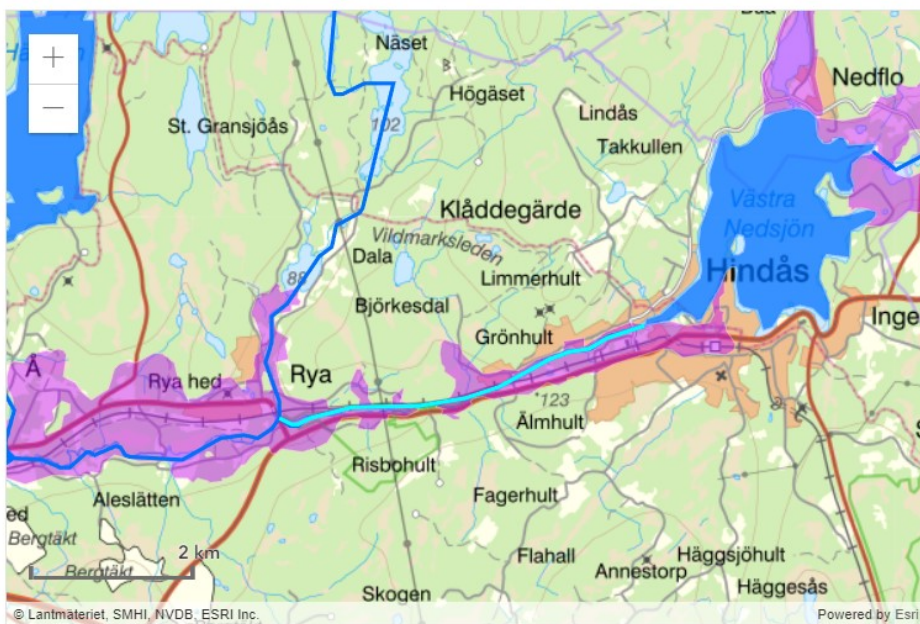 Näset
Nedflo
Högäset
Lindås
St. Gransjöås
102
Takkullen
Västra
Nedsjön
Klåddegärde
Vildmarksleden
Dala
88
Limmerhult
Hindås
Björkesdal
Inge
Grönhult
Å
Rya hed
Rya
123
Älmhult
Risbohult
Aleslätten
Fagerhult
ed
Bergtäkt
2 km
Flahall
Häggsjöhult
Bergtäkt
Annestorp
Häggesås
Skogen
© Lantmäteriet, SMHI, NVDB, ESRI Inc.
Powered by Esri